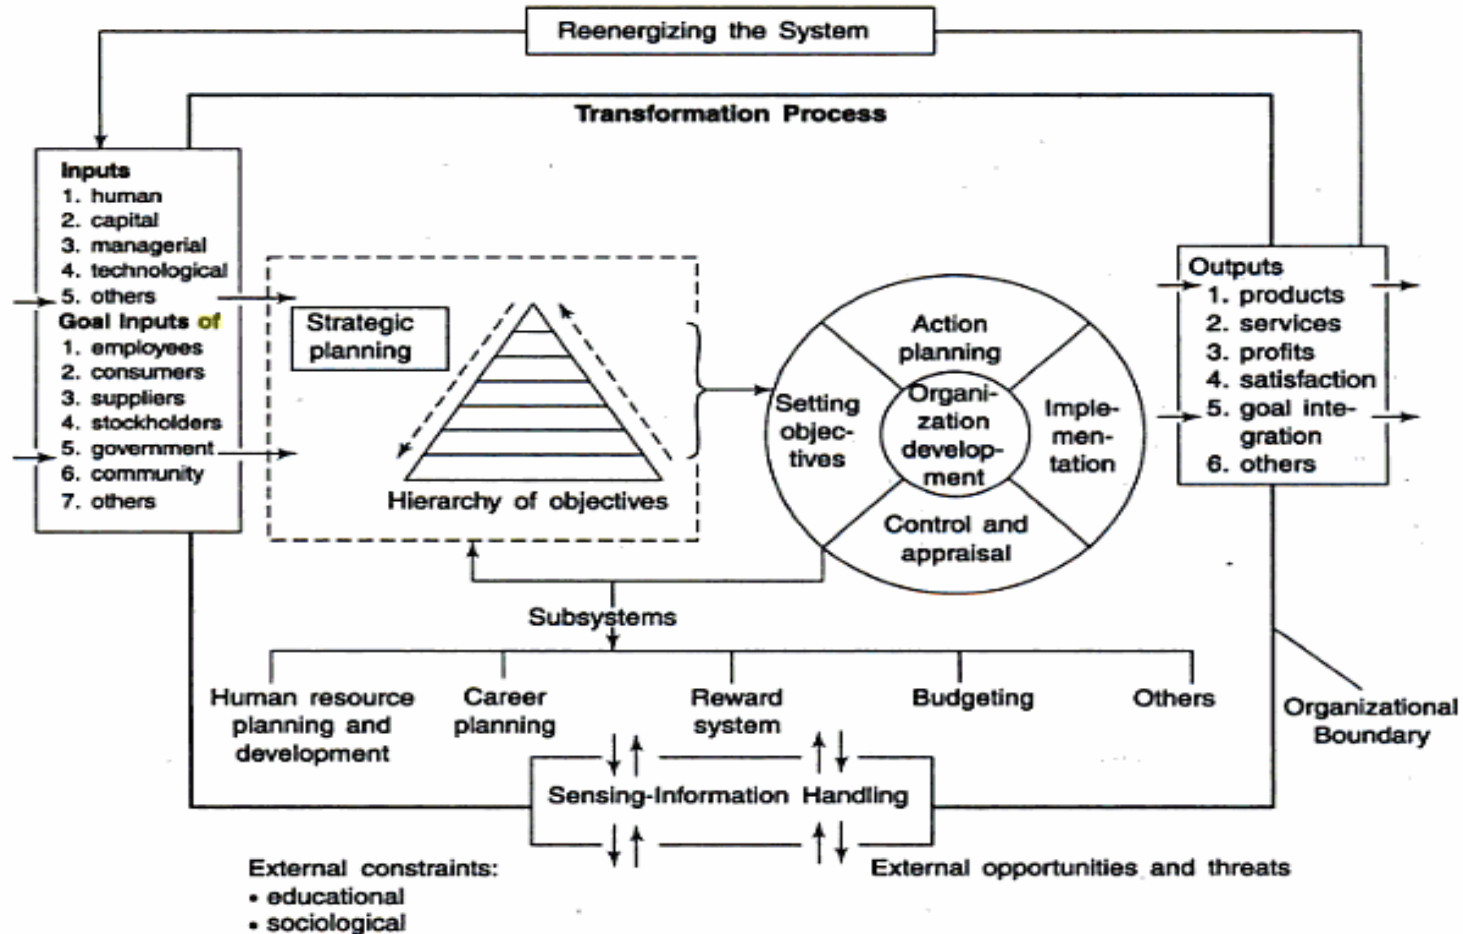 Reenergizing the System
Transformation Process
Inputs
1. human
2. capital
3. managerial
4. technological
5. others
Goal Inputs of
1. employees
2. consumers
3. suppliers
4. stockholders
5. government
6. community
7. others
Strategic
planning
Hierarchy of objectives
Action
planning
Setting
objec-
tives
Organi-
zation
develop-
ment
Imple-
men-
tation
Control and
appraisal
Outputs
1. products
2. services
3. profits
4. satisfaction
5. goal inte-
gration
6. others
Subsystems
Human resource
planning and
development
Career
planning
Reward
system
Budgeting
Others
Organizational
Boundary
Sensing-Information Handling
External constraints:
• educational
• sociological
External opportunities and threats